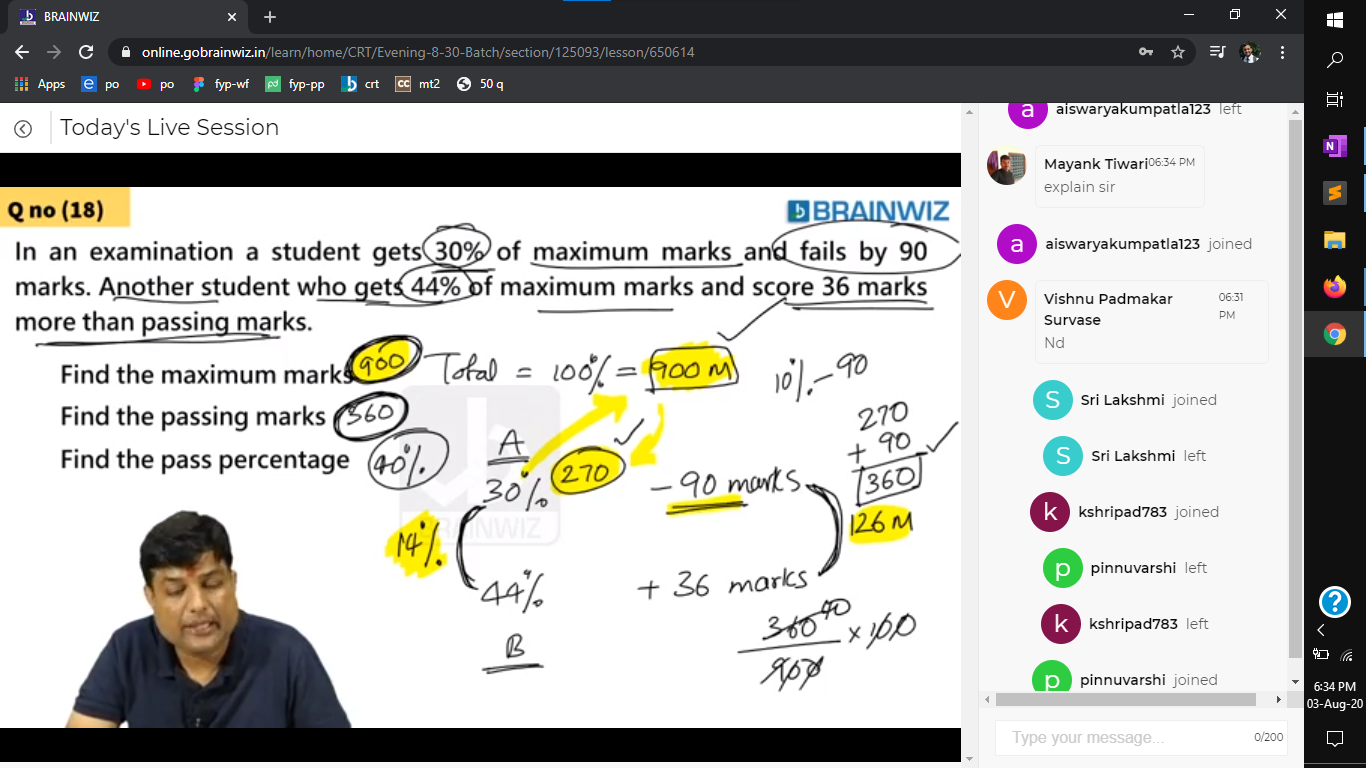 BRAINWIZ
online.gobrainwiz.in/learn/home/CRT/Evening-8-30-Batch/section/125093/lesson/650614
Apps po po fyp-wf fyp-pp crt mt2 50 q
Today's Live Session
Q no (18)
BRAINWIZ
In an examination a student gets 30% of maximum marks and fails by 90
marks. Another student who gets 44% of maximum marks and score 36 marks
more than passing marks.
Find the maximum marks 900 Total = 100% = 900 M 10% - 90
Find the passing marks 360
Find the pass percentage 40%
A
30% 270 - 90 marks
270
+ 90
360
126 M
14%
44% + 36 marks
B
360 40 × 100
900
BRAINWIZ
aiswaryakumpatla123 left
Mayank Tiwari 06:34 PM
explain sir
aiswaryakumpatla123 joined
Vishnu Padmakar Survase 06:31 PM
Nd
Sri Lakshmi joined
Sri Lakshmi left
kshripad783 joined
pinnuvarshi left
kshripad783 left
pinnuvarshi joined
Type your message... 0/200
6:34 PM
03-Aug-20